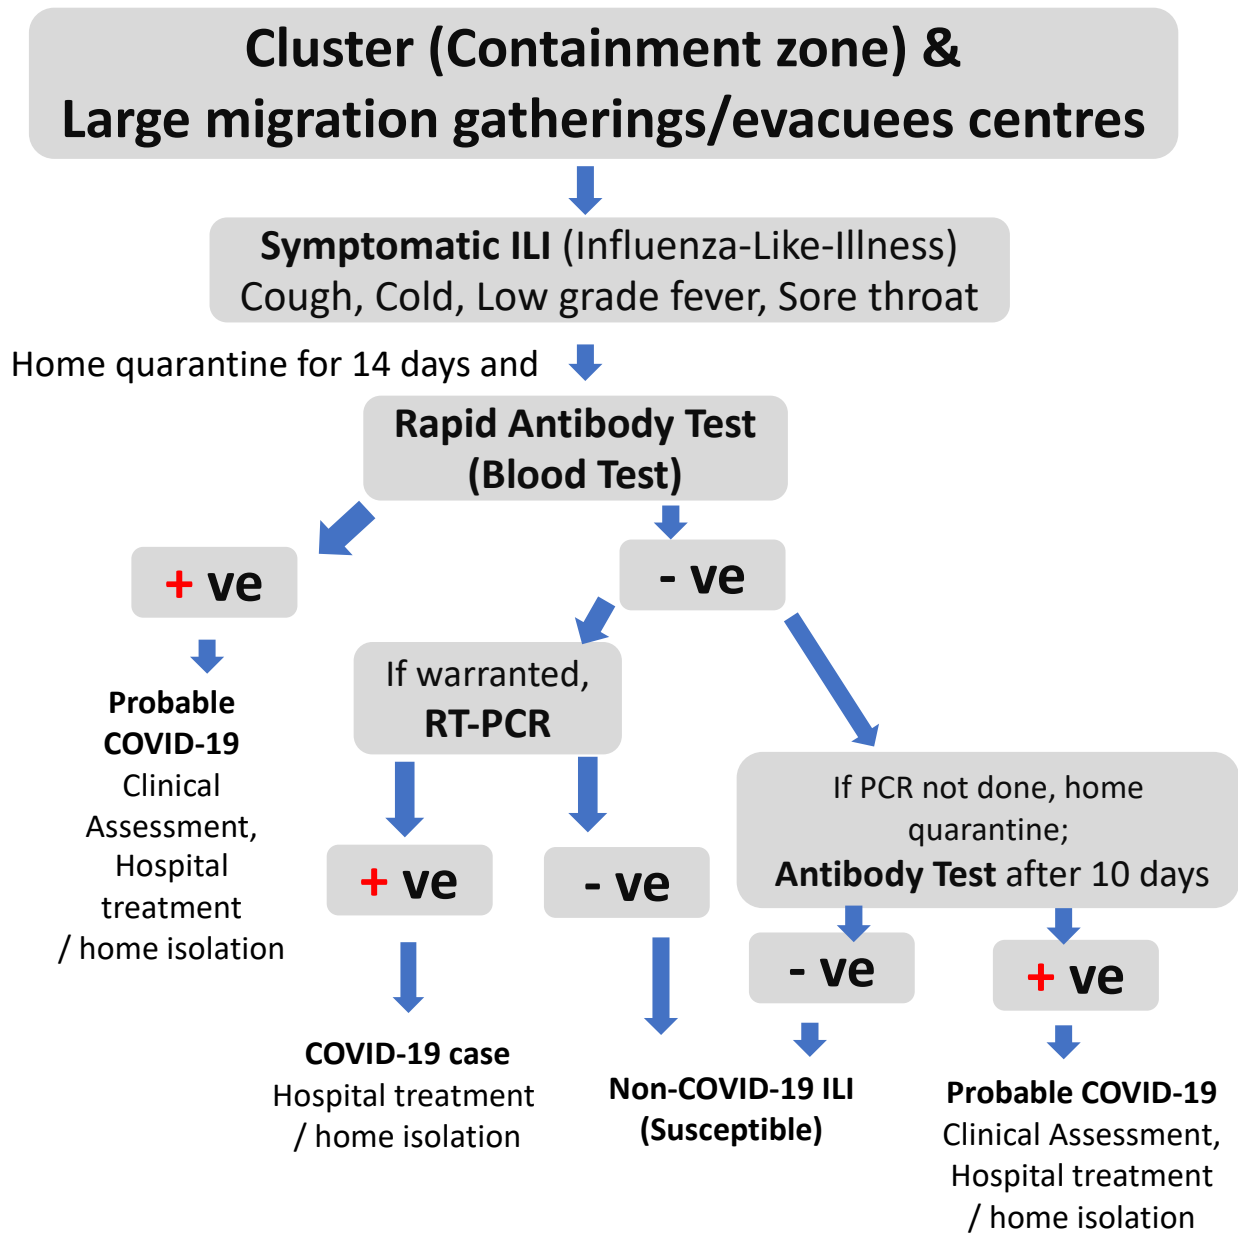 Cluster (Containment zone) &
Large migration gatherings/evacuees centres
Symptomatic ILI (Influenza-Like-Illness)
Cough, Cold, Low grade fever, Sore throat
Home quarantine for 14 days and
Rapid Antibody Test
(Blood Test)
+ ve
- ve
Probable
COVID-19
Clinical
Assessment,
Hospital
treatment
/ home isolation
If warranted,
RT-PCR
+ ve
- ve
COVID-19 case
Hospital treatment
/ home isolation
If PCR not done, home
quarantine;
Antibody Test after 10 days
- ve
+ ve
Non-COVID-19 ILI
(Susceptible)
Probable COVID-19
Clinical Assessment,
Hospital treatment
/ home isolation